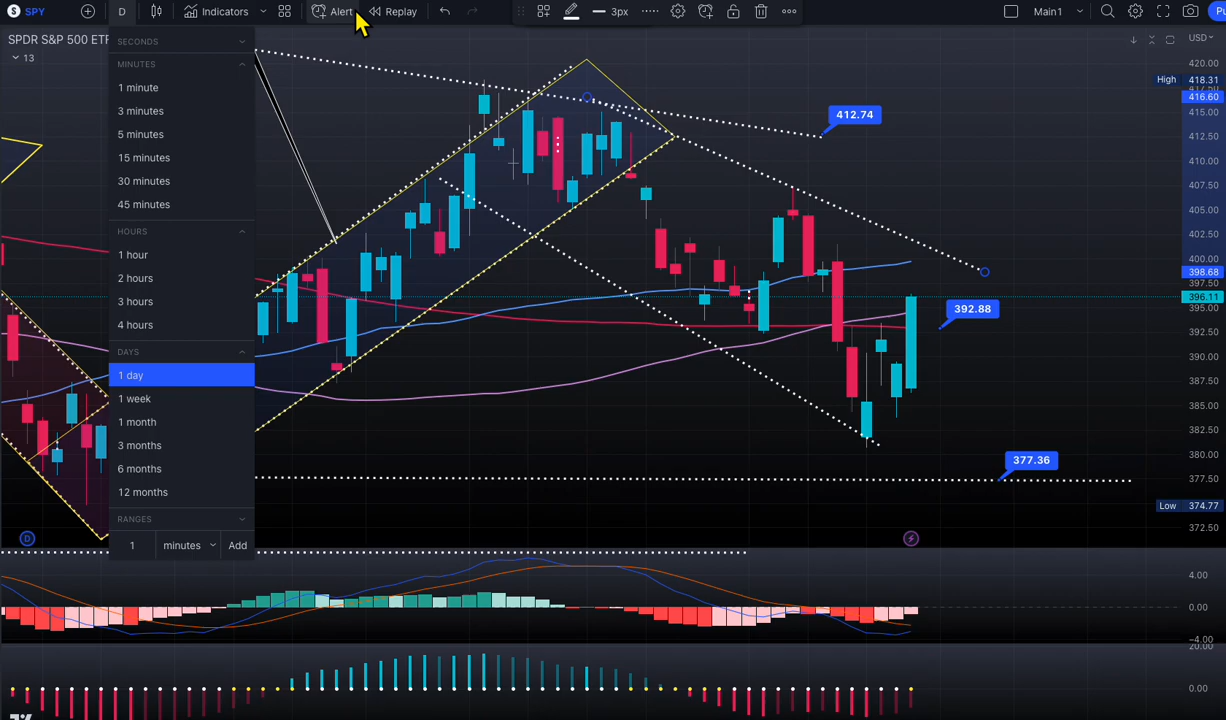 S SPY D Indicators Alert Replay 3px Main1 Pu
SPDR S&P 500 ETF
13
SECONDS
MINUTES
1 minute
3 minutes
5 minutes
15 minutes
30 minutes
45 minutes
HOURS
1 hour
2 hours
3 hours
4 hours
DAYS
1 day
1 week
1 month
3 months
6 months
12 months
RANGES
1 minutes Add
D
412.74
392.88
377.36
USD
420.00
High 418.31
417.50
416.60
415.00
412.50
410.00
407.50
405.00
402.50
400.00
398.68
397.50
396.11
395.00
392.50
390.00
387.50
385.00
382.50
380.00
377.50
Low 374.77
372.50
4.00
0.00
−4.00
20.00
0.00